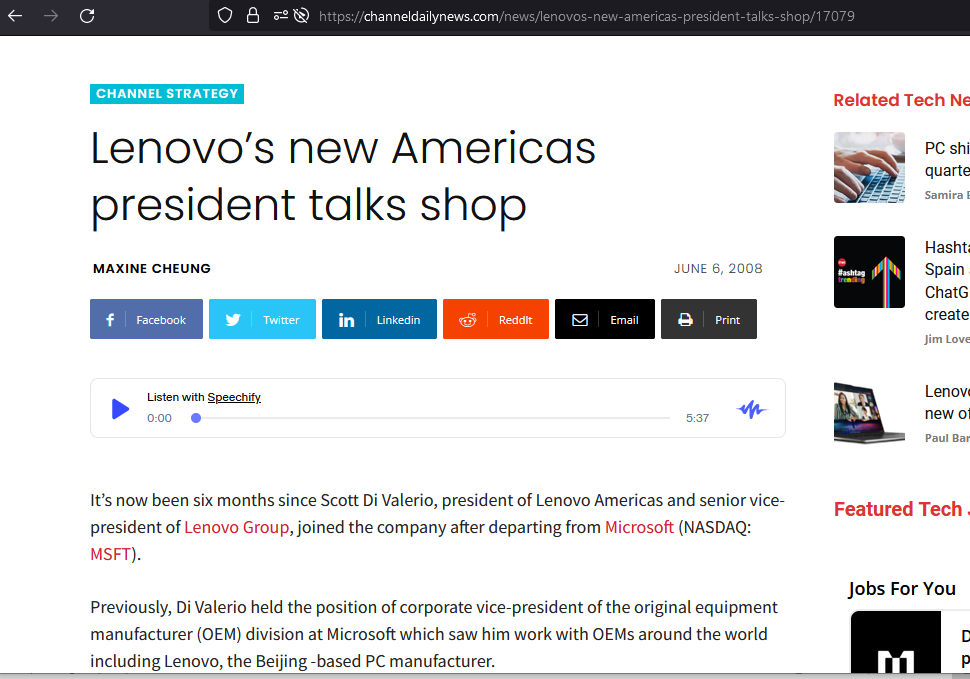 https://channeldailynews.com/news/lenovos-new-americas-president-talks-shop/17079
CHANNEL STRATEGY
Lenovo’s new Americas
president talks shop
MAXINE CHEUNG
JUNE 6, 2008
Facebook
Twitter
Linkedin
ReddIt
Email
Print
Listen with Speechify
0:00
5:37
It’s now been six months since Scott Di Valerio, president of Lenovo Americas and senior vice-
president of Lenovo Group, joined the company after departing from Microsoft (NASDAQ:
MSFT).
Previously, Di Valerio held the position of corporate vice-president of the original equipment
manufacturer (OEM) division at Microsoft which saw him work with OEMs around the world
including Lenovo, the Beijing -based PC manufacturer.
Related Tech Ne
PC shi
quarte
Samira
#hashtag
trending
Hashta
Spain
ChatG
create
Jim Love
Lenovo
new of
Paul Bar
Featured Tech
Jobs For You